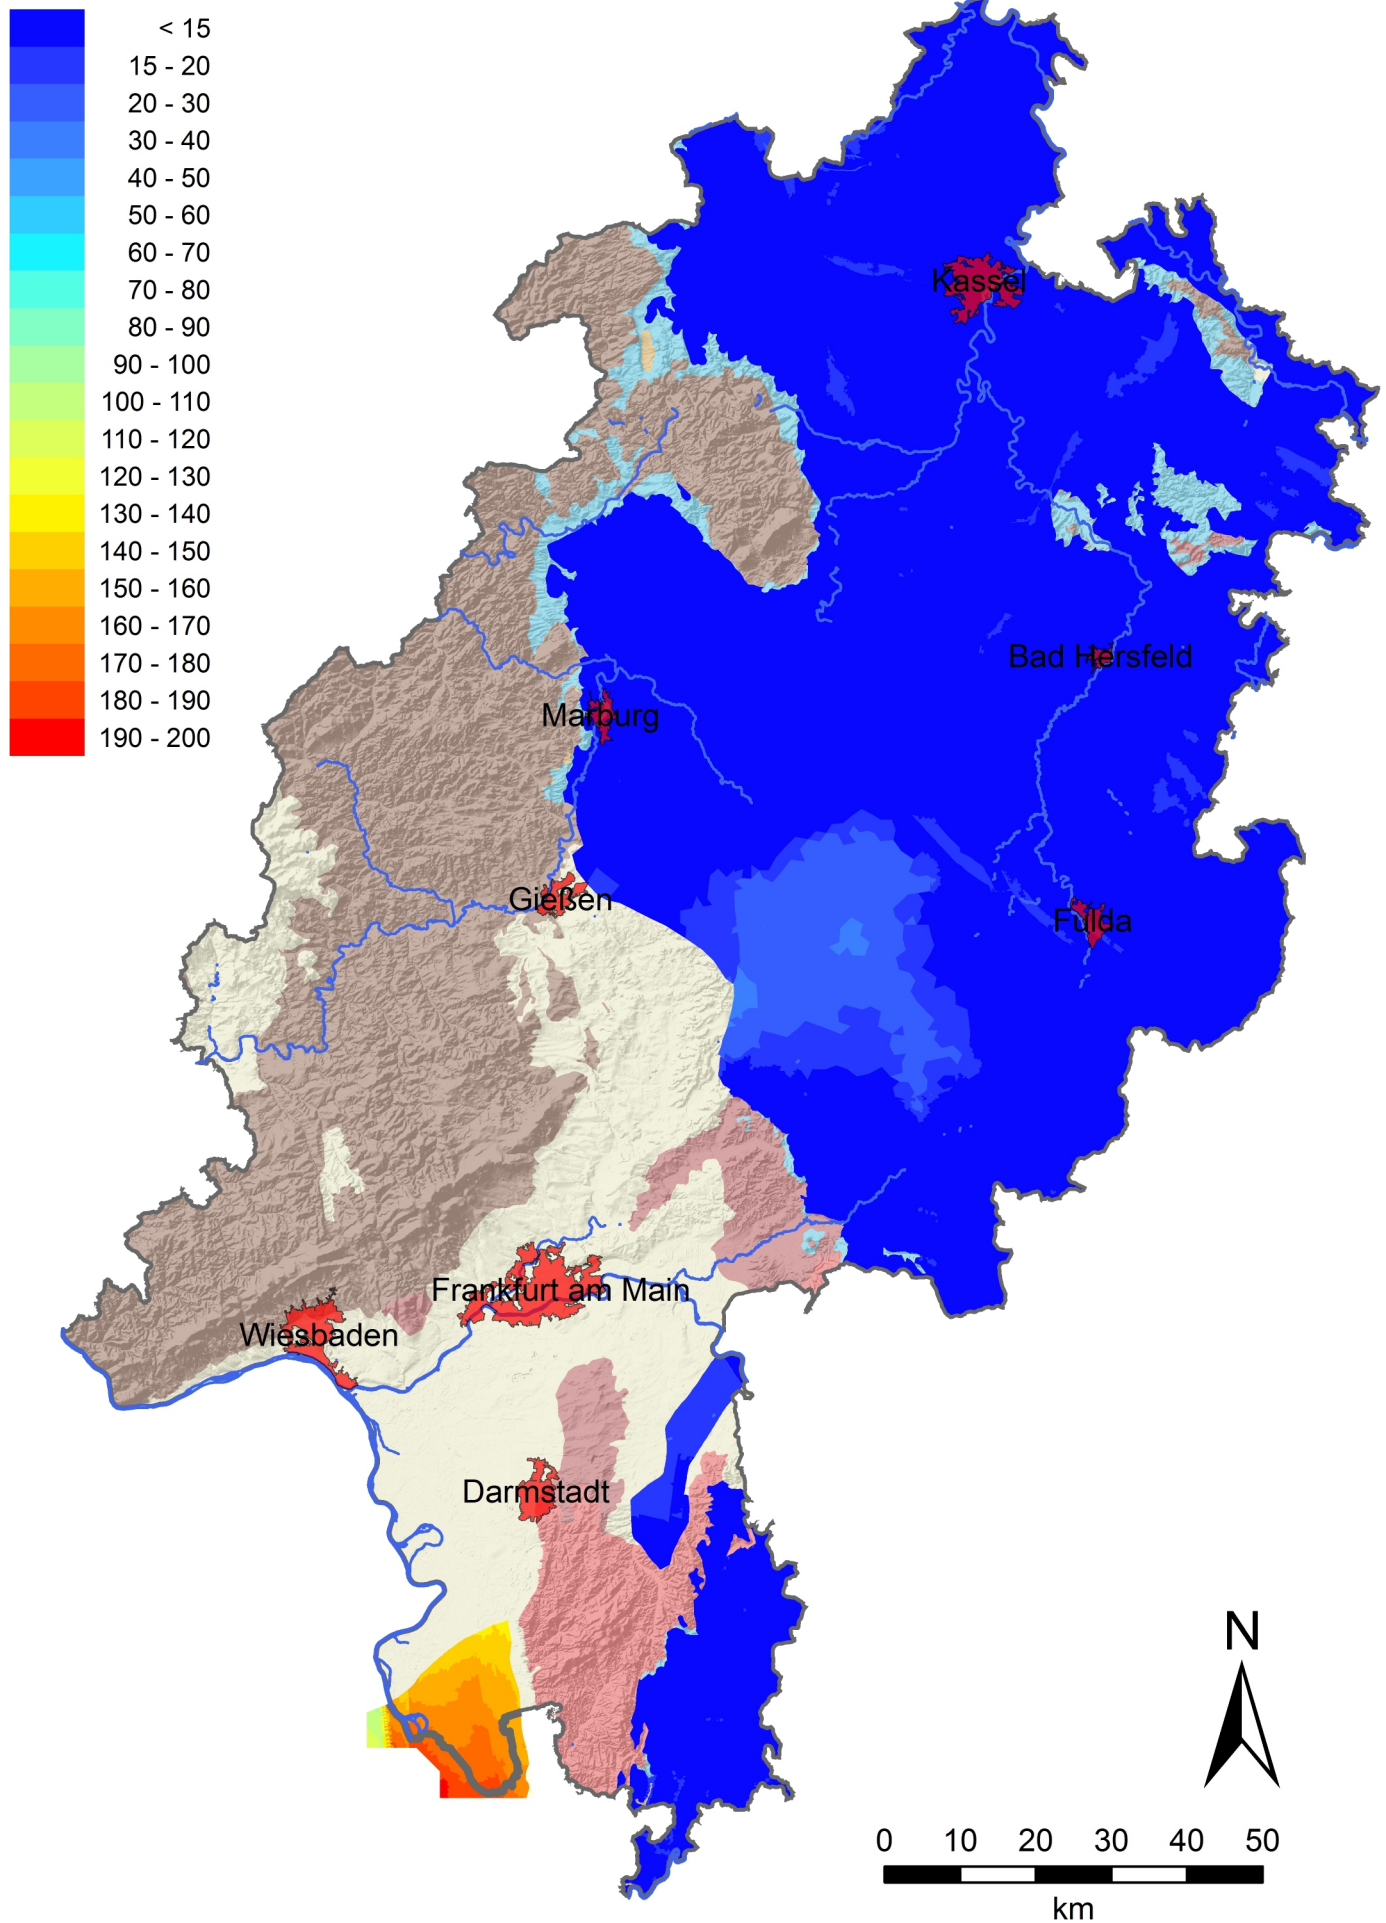 < 15
15 - 20
20 - 30
30 - 40
40 - 50
50 - 60
60 - 70
70 - 80
80 - 90
90 - 100
100 - 110
110 - 120
120 - 130
130 - 140
140 - 150
150 - 160
160 - 170
170 - 180
180 - 190
190 - 200
Kassel
Bad Hersfeld
Marburg
Gießen
Fulda
Frankfurt am Main
Wiesbaden
Darmstadt
N
0 10 20 30 40 50
km